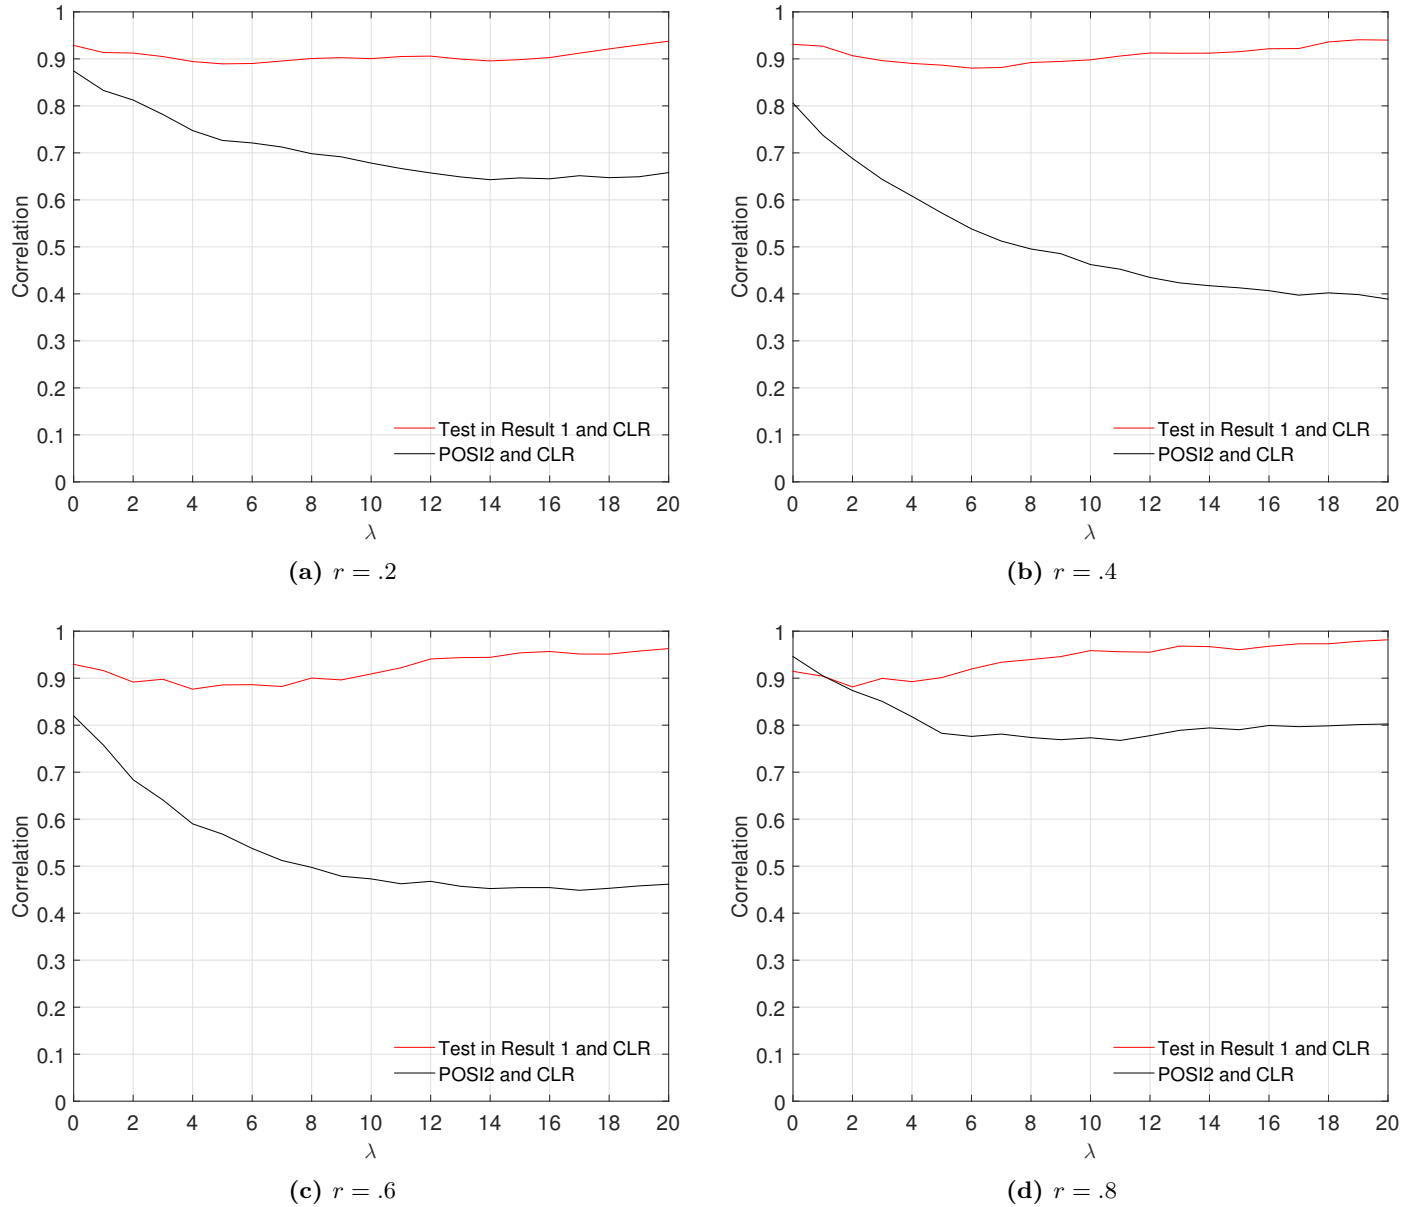 1
0.9
0.8
0.7
0.6
0.5
0.4
0.3
0.2
0.1
0
Correlation
Test in Result 1 and CLR
POSI2 and CLR
0 2 4 6 8 10 12 14 16 18 20
λ
(a) r = .2
1
0.9
0.8
0.7
0.6
0.5
0.4
0.3
0.2
0.1
0
Correlation
Test in Result 1 and CLR
POSI2 and CLR
0 2 4 6 8 10 12 14 16 18 20
λ
(b) r = .4
1
0.9
0.8
0.7
0.6
0.5
0.4
0.3
0.2
0.1
0
Correlation
Test in Result 1 and CLR
POSI2 and CLR
0 2 4 6 8 10 12 14 16 18 20
λ
(c) r = .6
1
0.9
0.8
0.7
0.6
0.5
0.4
0.3
0.2
0.1
0
Correlation
Test in Result 1 and CLR
POSI2 and CLR
0 2 4 6 8 10 12 14 16 18 20
λ
(d) r = .8